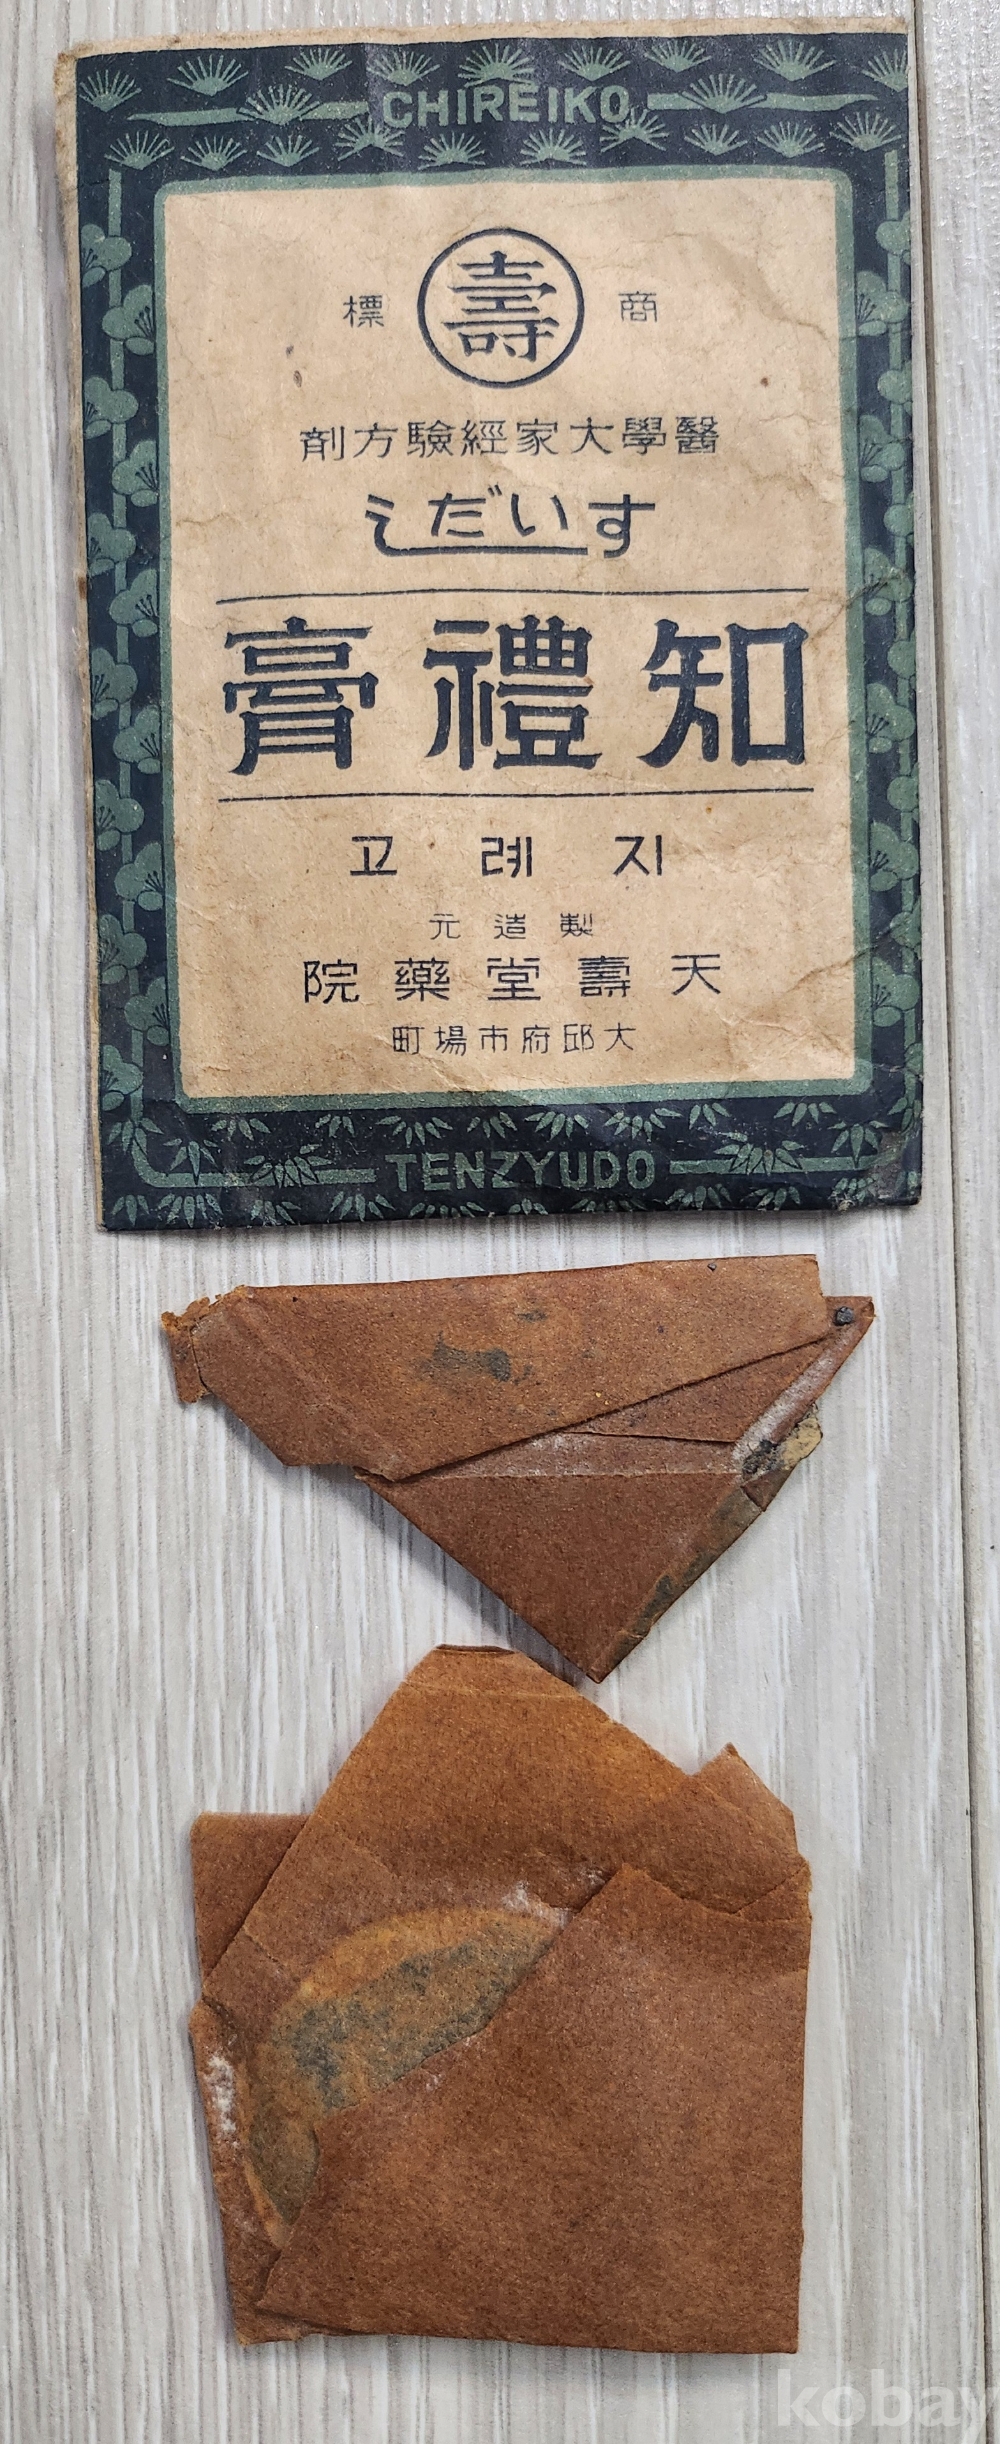 CHIREIKO
商 壽 標
醫學大家經驗方剤
すいだし
知禮膏
지례고
製造元
天壽堂藥院
大邱府市場町
TENZYUDO
kobay